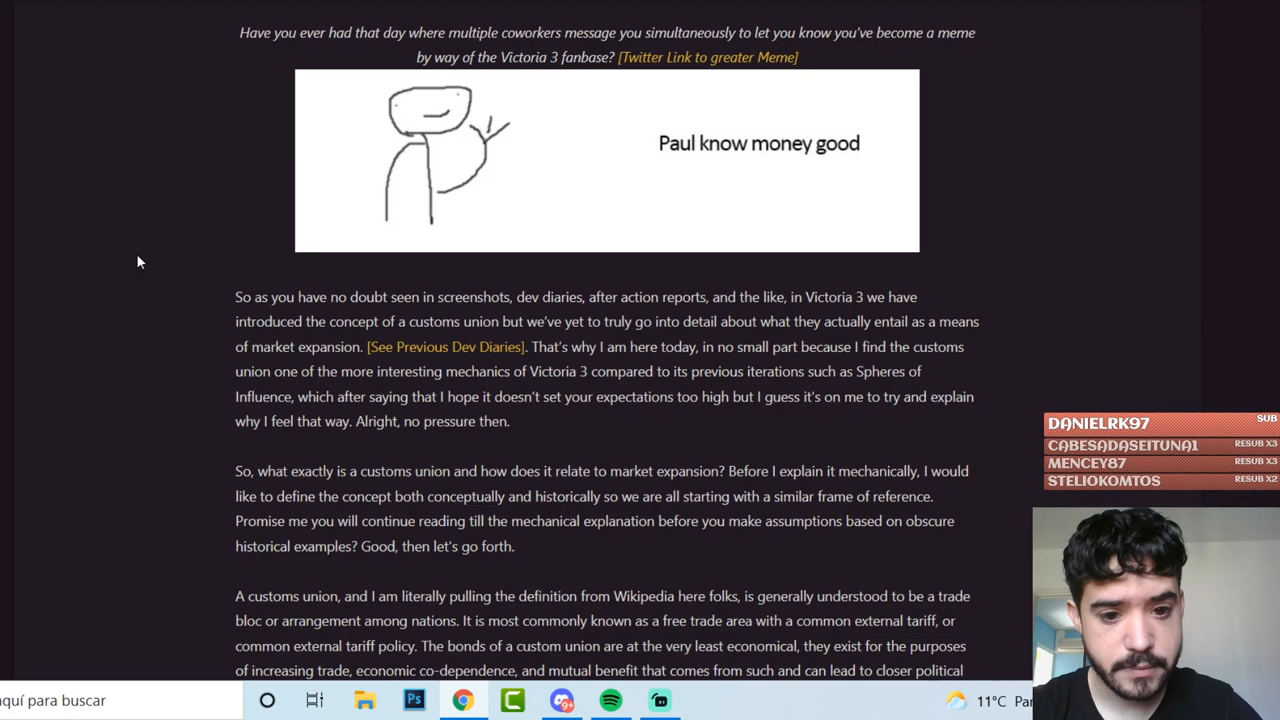 Have you ever had that day where multiple coworkers message you simultaneously to let you know you've become a meme
by way of the Victoria 3 fanbase? [Twitter Link to greater Meme]
Paul know money good
So as you have no doubt seen in screenshots, dev diaries, after action reports, and the like, in Victoria 3 we have
introduced the concept of a customs union but we've yet to truly go into detail about what they actually entail as a means
of market expansion. [See Previous Dev Diaries]. That's why I am here today, in no small part because I find the customs
union one of the more interesting mechanics of Victoria 3 compared to its previous iterations such as Spheres of
Influence, which after saying that I hope it doesn't set your expectations too high but I guess it's on me to try and explain
why I feel that way. Alright, no pressure then.
So, what exactly is a customs union and how does it relate to market expansion? Before I explain it mechanically, I would
like to define the concept both conceptually and historically so we are all starting with a similar frame of reference.
Promise me you will continue reading till the mechanical explanation before you make assumptions based on obscure
historical examples? Good, then let's go forth.
A customs union, and I am literally pulling the definition from Wikipedia here folks, is generally understood to be a trade
bloc or arrangement among nations. It is most commonly known as a free trade area with a common external tariff, or
common external tariff policy. The bonds of a custom union are at the very least economical, they exist for the purposes
of increasing trade, economic co-dependence, and mutual benefit that comes from such and can lead to closer political
DANIELRK97 SUB
CABESADASEITUNA1 RESUB X3
MENCEY87 RESUB X3
STELIOKOMTOS RESUB X2
aquí para buscar
Ps
9+
11°C Par